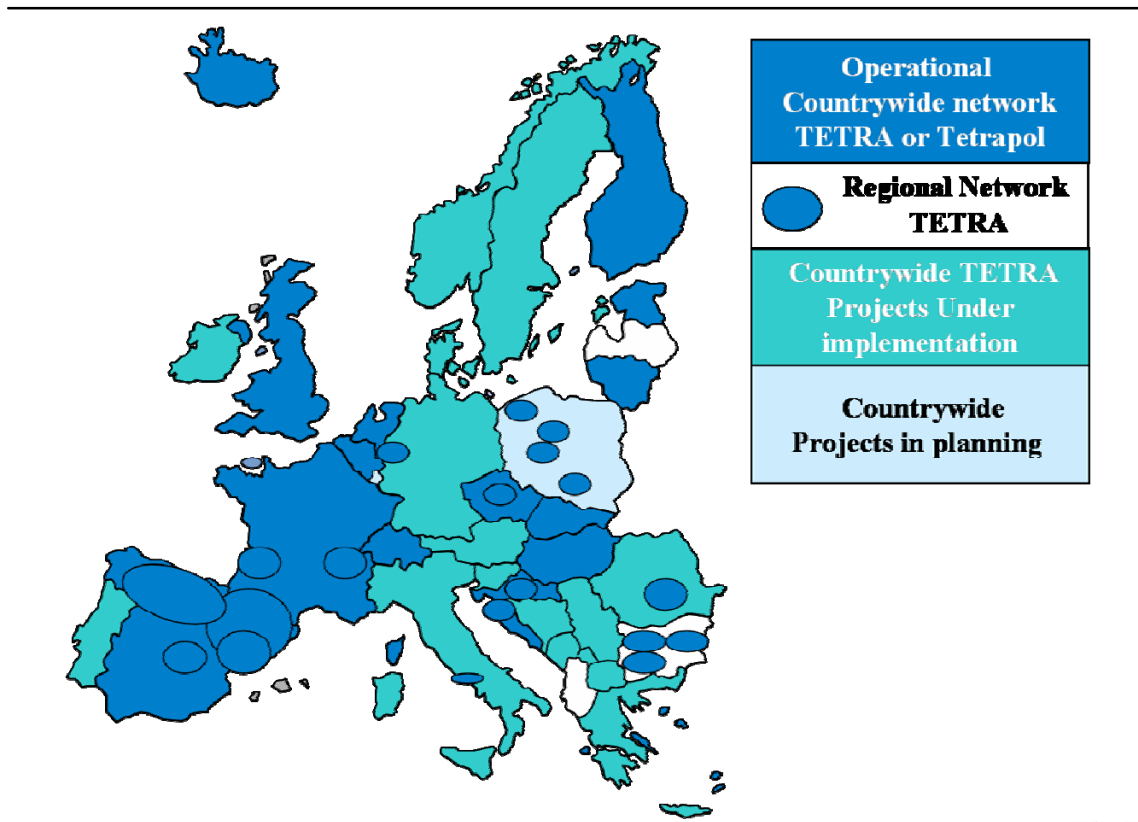 Operational
Countrywide network
TETRA or Tetrapol
Regional Network
TETRA
Countrywide TETRA
Projects Under
implementation
Countrywide
Projects in planning